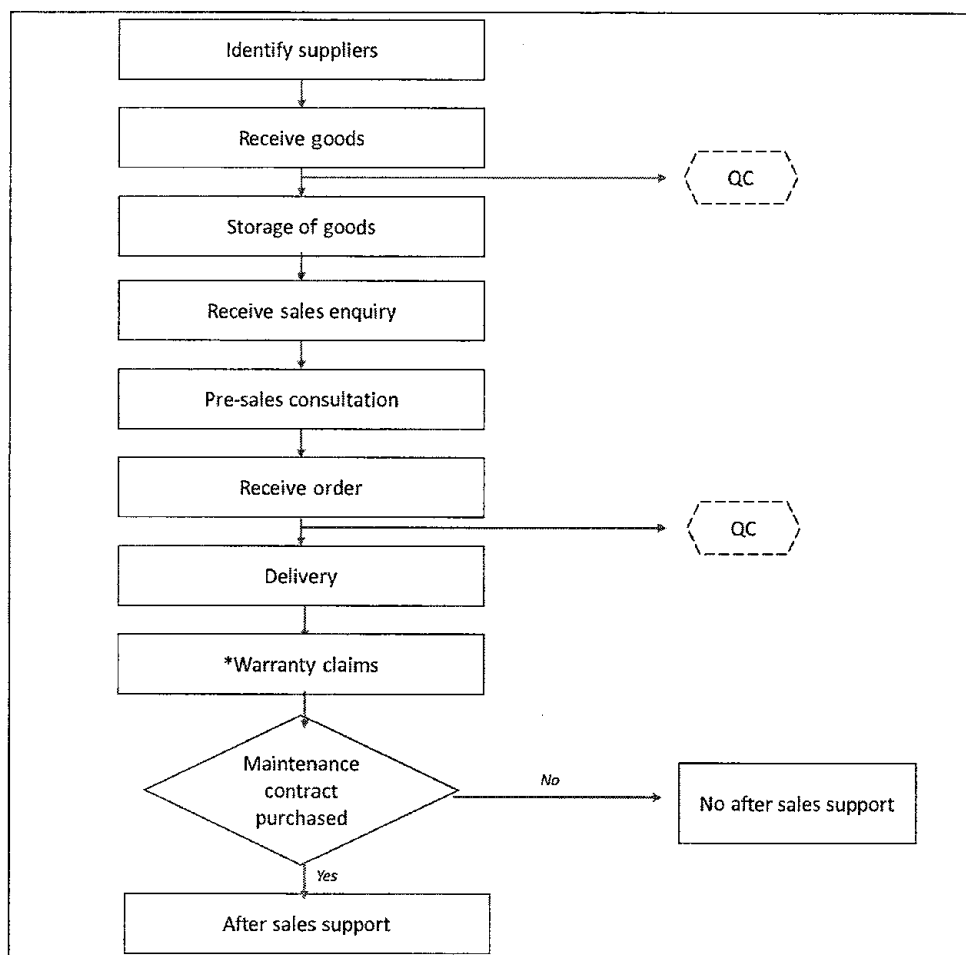 Identify suppliers
Receive goods
QC
Storage of goods
Receive sales enquiry
Pre-sales consultation
Receive order
QC
Delivery
*Warranty claims
Maintenance
contract
purchased
No
No after sales support
Yes
After sales support